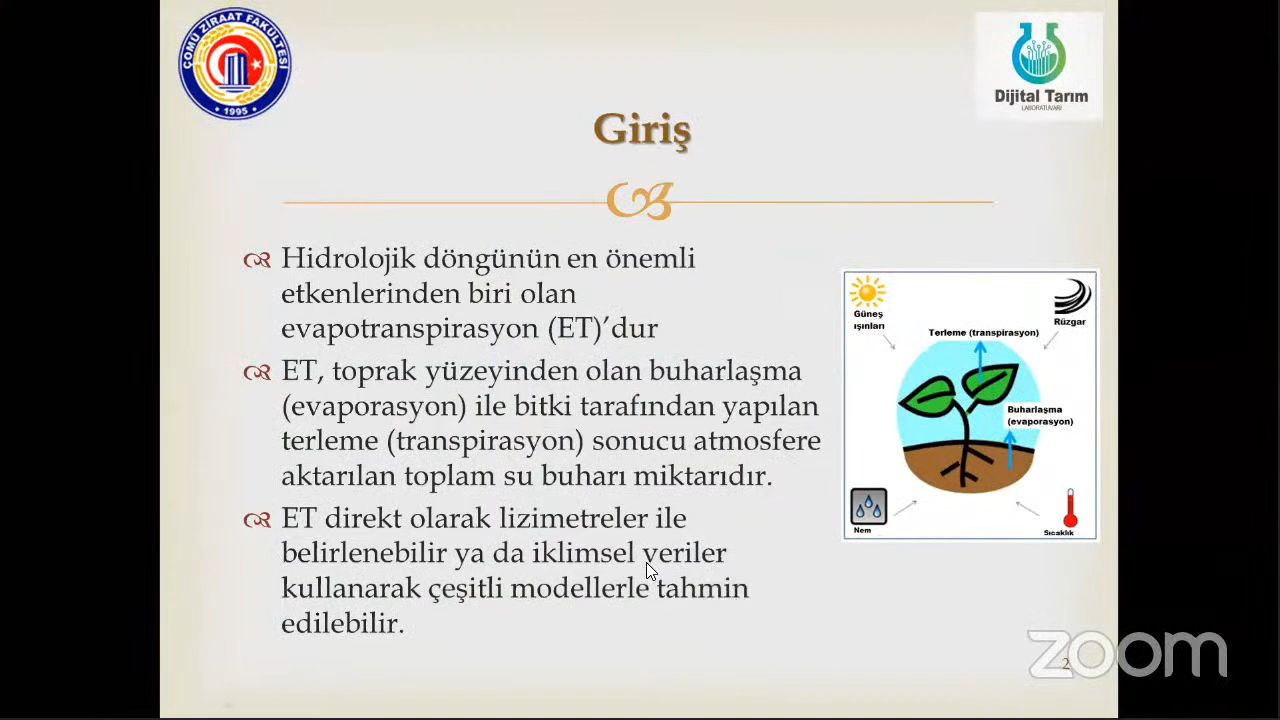 ÇOMÜ ZİRAAT FAKÜLTESİ
1995
Dijital Tarım
LABORATUVARI
Giriş
Hidrolojik döngünün en önemli
etkenlerinden biri olan
evapotranspirasyon (ET)’dur
ET, toprak yüzeyinden olan buharlaşma
(evaporasyon) ile bitki tarafından yapılan
terleme (transpirasyon) sonucu atmosfere
aktarılan toplam su buharı miktarıdır.
ET direkt olarak lizimetreler ile
belirlenebilir ya da iklimsel veriler
kullanarak çeşitli modellerle tahmin
edilebilir.
Güneş
ışınları
Rüzgar
Terleme (transpirasyon)
Buharlaşma
(evaporasyon)
Nem
Sıcaklık
zoom
2